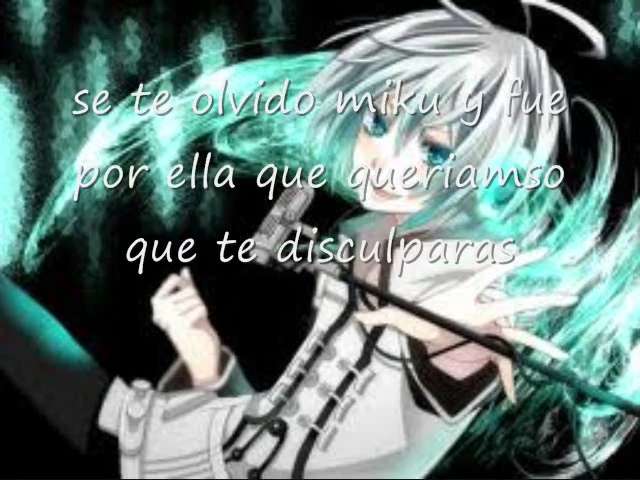 se te olvido miku y fue
por ella que queriamso
que te disculparas